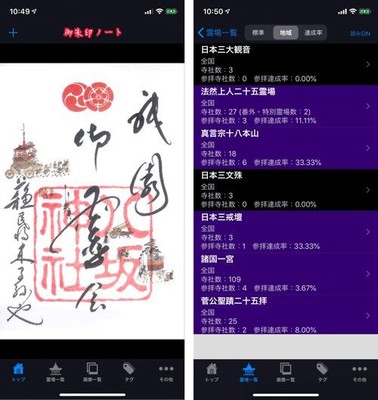 10:49
御朱印ノート
祇園
御霊会
蘇民将来子孫也
八坂
神社
トップ
霊場一覧
画像一覧
タグ
その他
10:50
霊場一覧
標準
地域
達成率
読みON
日本三大観音
全国
寺社数：3
参拝寺社数：0 参拝達成率：0.00%
法然上人二十五霊場
全国
寺社数：27 (番外・特別霊場数：2)
参拝寺社数：3 参拝達成率：11.11%
真言宗十八本山
全国
寺社数：18
参拝寺社数：6 参拝達成率：33.33%
日本三文殊
全国
寺社数：3
参拝寺社数：0 参拝達成率：0.00%
日本三戒壇
全国
寺社数：3
参拝寺社数：1 参拝達成率：33.33%
諸国一宮
全国
寺社数：109
参拝寺社数：4 参拝達成率：3.67%
菅公聖蹟二十五拝
全国
寺社数：25
参拝寺社数：2 参拝達成率：8.00%
トップ
霊場一覧
画像一覧
タグ
その他